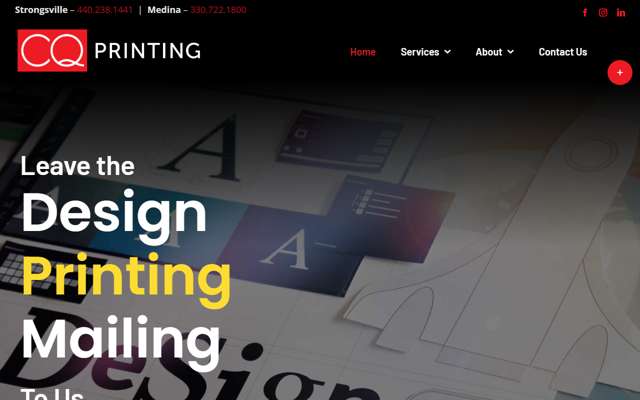 Strongsville – 440.238.1441 | Medina – 330.722.1800
CQ PRINTING
Home Services About Contact Us
+
Leave the
Design
Printing
Mailing
To Us
A
A
A
DeSign